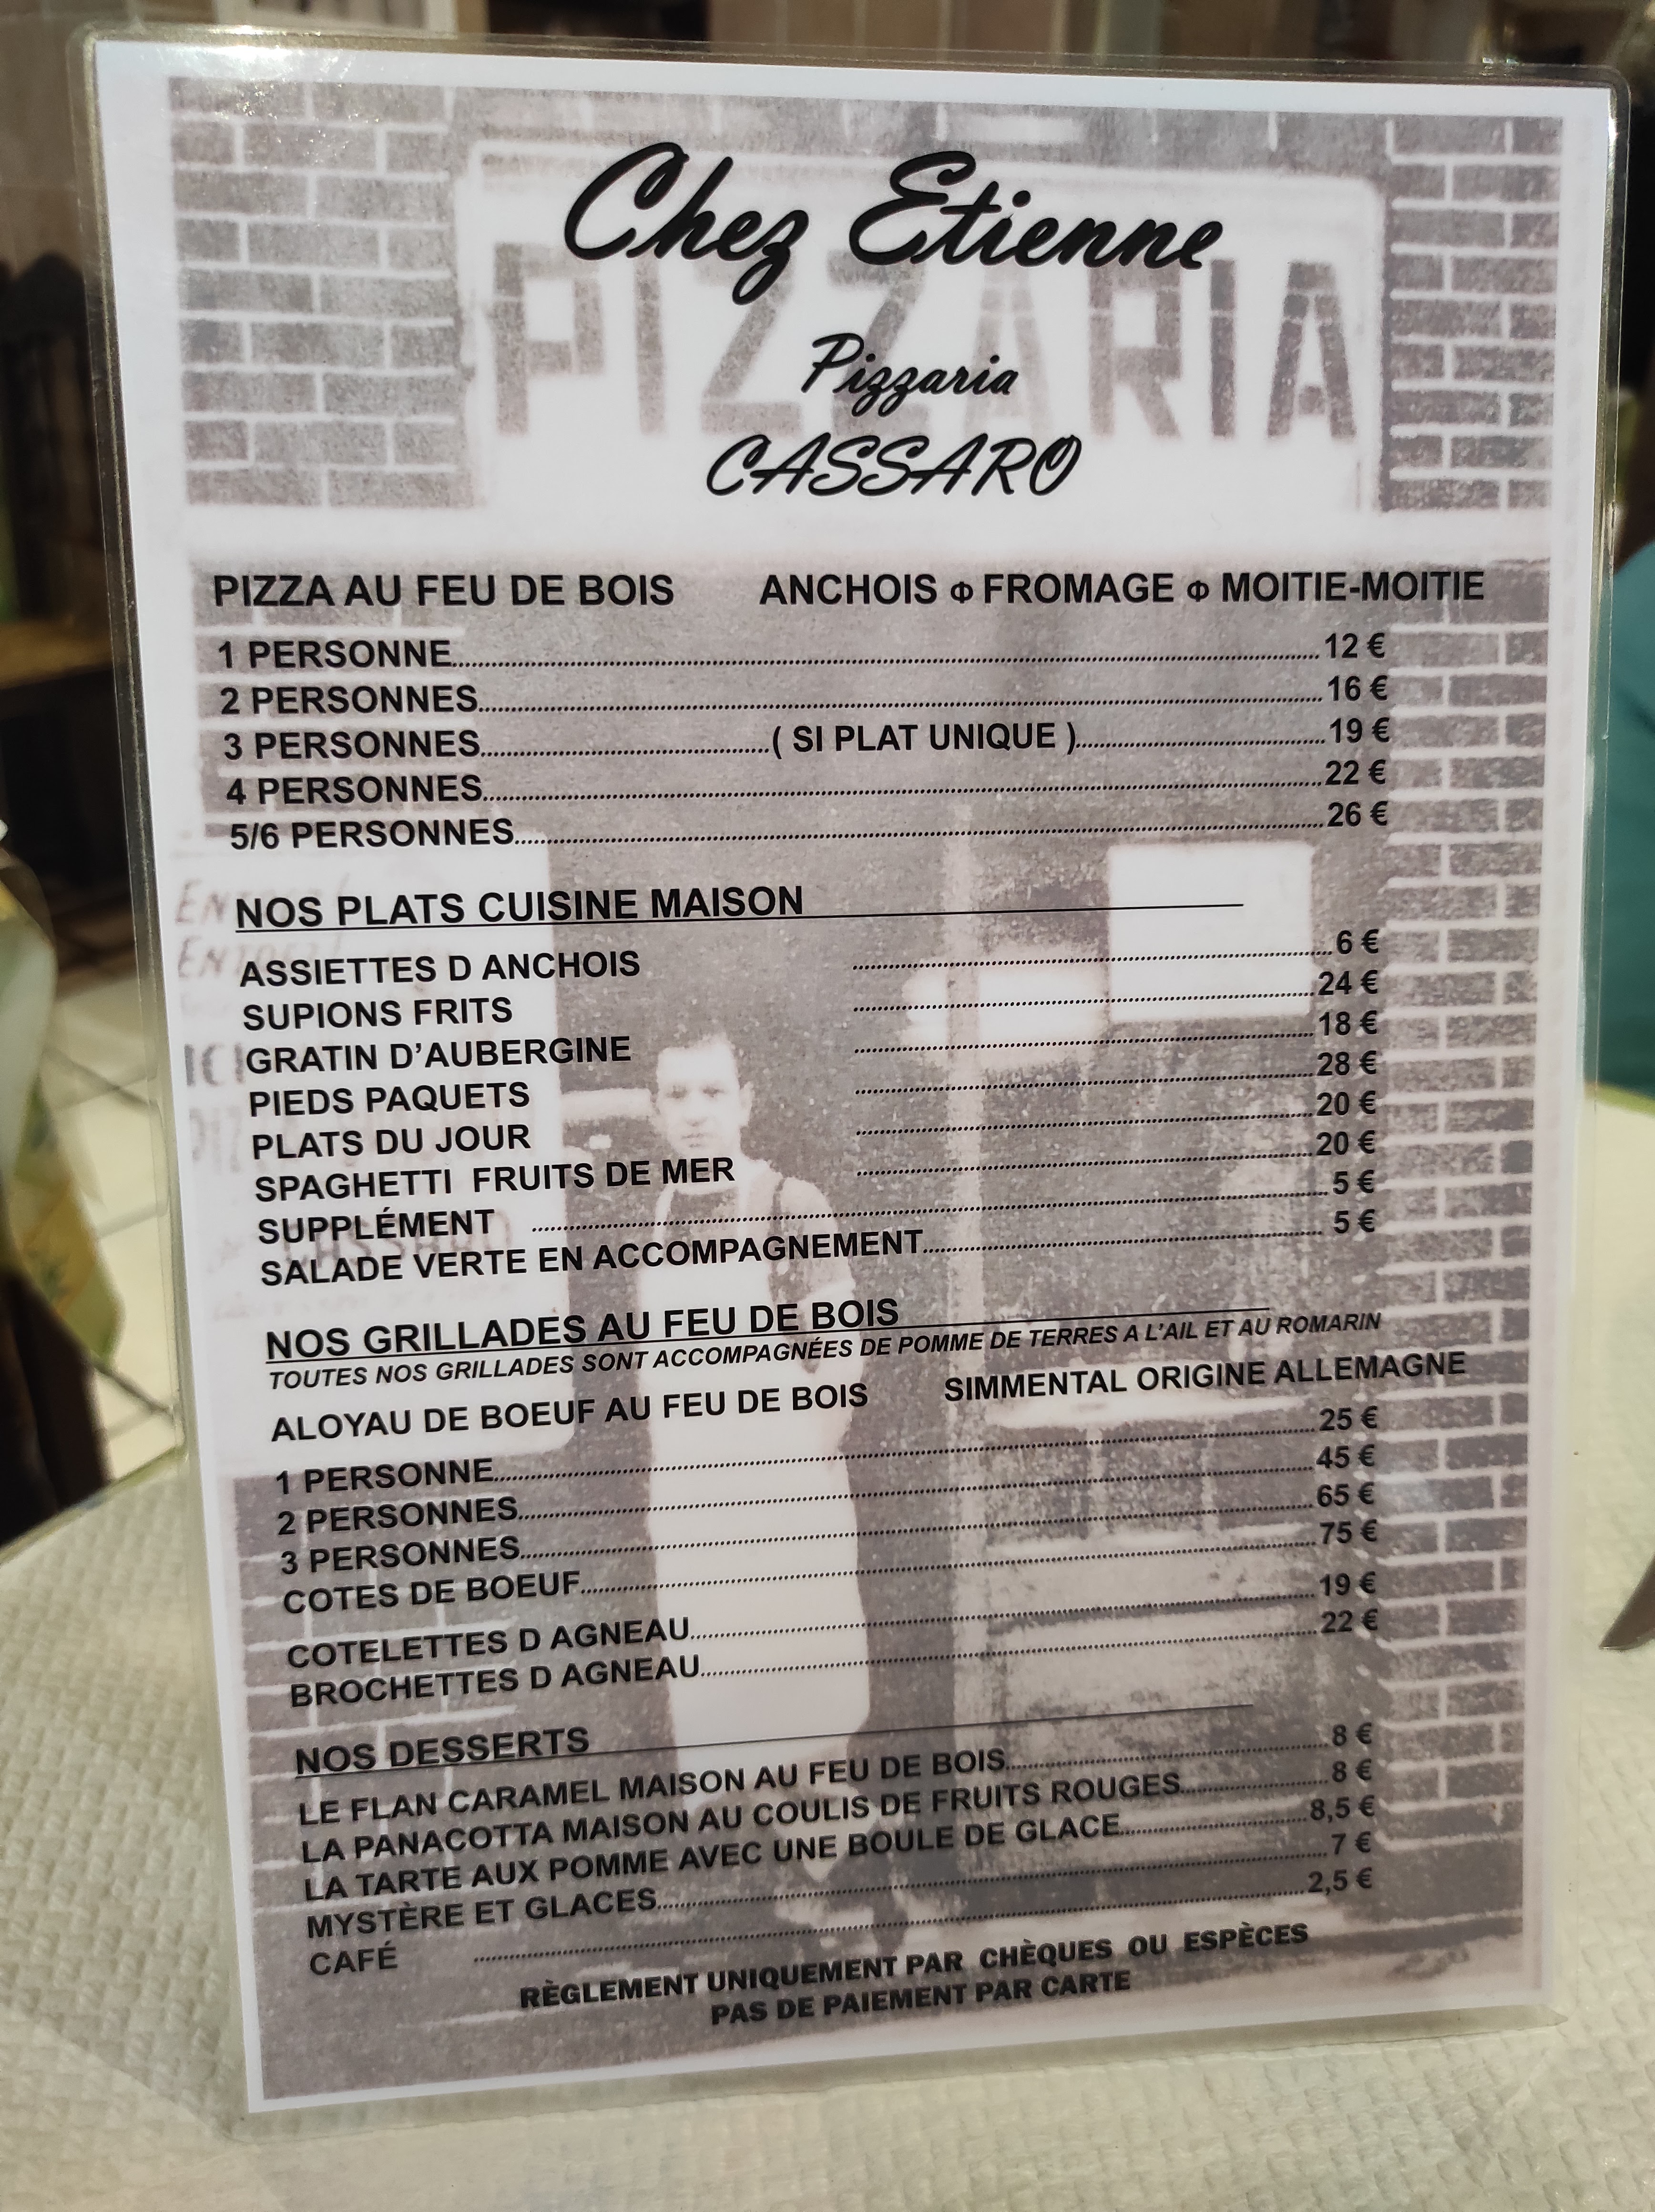 Chez Etienne
PIZZARIA
Pizzaria
CASSARO
PIZZA AU FEU DE BOIS ANCHOIS Φ FROMAGE Φ MOITIE-MOITIE
1 PERSONNE 12 €
2 PERSONNES 16 €
3 PERSONNES ( SI PLAT UNIQUE ) 19 €
4 PERSONNES 22 €
5/6 PERSONNES 26 €
NOS PLATS CUISINE MAISON
ASSIETTES D ANCHOIS 6 €
SUPIONS FRITS 24 €
GRATIN D’AUBERGINE 18 €
PIEDS PAQUETS 28 €
PLATS DU JOUR 20 €
SPAGHETTI FRUITS DE MER 20 €
SUPPLÉMENT 5 €
SALADE VERTE EN ACCOMPAGNEMENT 5 €
NOS GRILLADES AU FEU DE BOIS
TOUTES NOS GRILLADES SONT ACCOMPAGNÉES DE POMME DE TERRES A L’AIL ET AU ROMARIN
ALOYAU DE BOEUF AU FEU DE BOIS SIMMENTAL ORIGINE ALLEMAGNE
1 PERSONNE 25 €
2 PERSONNES 45 €
3 PERSONNES 65 €
COTES DE BOEUF 75 €
COTELETTES D AGNEAU 19 €
BROCHETTES D AGNEAU 22 €
NOS DESSERTS
LE FLAN CARAMEL MAISON AU FEU DE BOIS 8 €
LA PANACOTTA MAISON AU COULIS DE FRUITS ROUGES 8 €
LA TARTE AUX POMME AVEC UNE BOULE DE GLACE 8,5 €
MYSTÈRE ET GLACES 7 €
CAFÉ 2,5 €
RÈGLEMENT UNIQUEMENT PAR CHÈQUES OU ESPÈCES
PAS DE PAIEMENT PAR CARTE